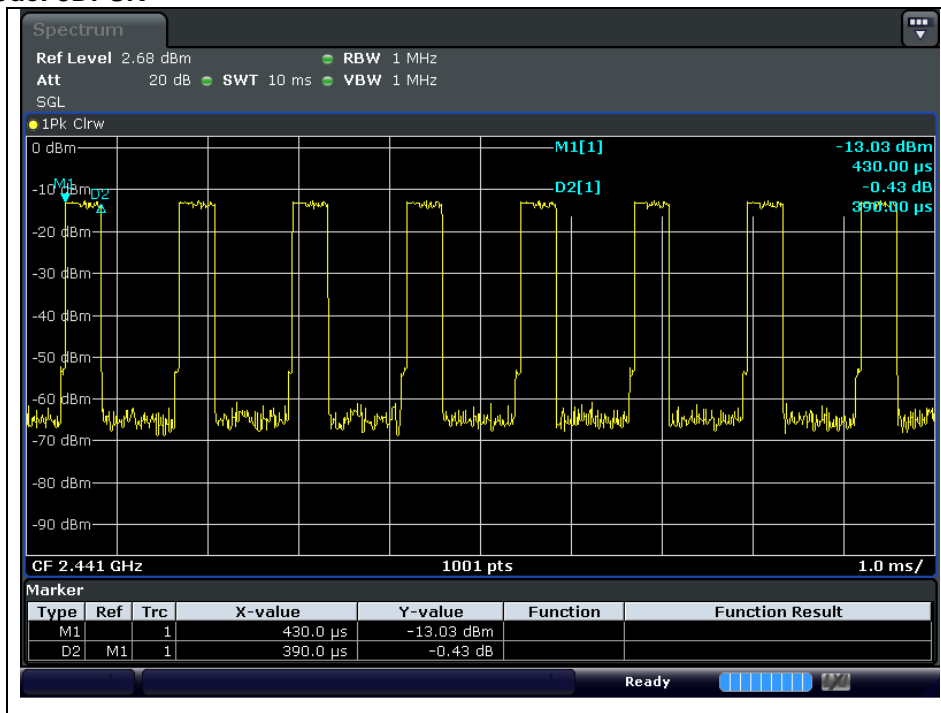 Spectrum
Ref Level 2.68 dBm RBW 1 MHz
Att 20 dB SWT 10 ms VBW 1 MHz
SGL
1Pk Clrw
0 dBm
M1[1] -13.03 dBm
430.00 µs
-10 dBm
M1
D2
D2[1] -0.43 dB
390.00 µs
-20 dBm
-30 dBm
-40 dBm
-50 dBm
-60 dBm
-70 dBm
-80 dBm
-90 dBm
CF 2.441 GHz 1001 pts 1.0 ms/
Marker
Type Ref Trc X-value Y-value Function Function Result
M1 1 430.0 µs -13.03 dBm
D2 M1 1 390.0 µs -0.43 dB
Ready